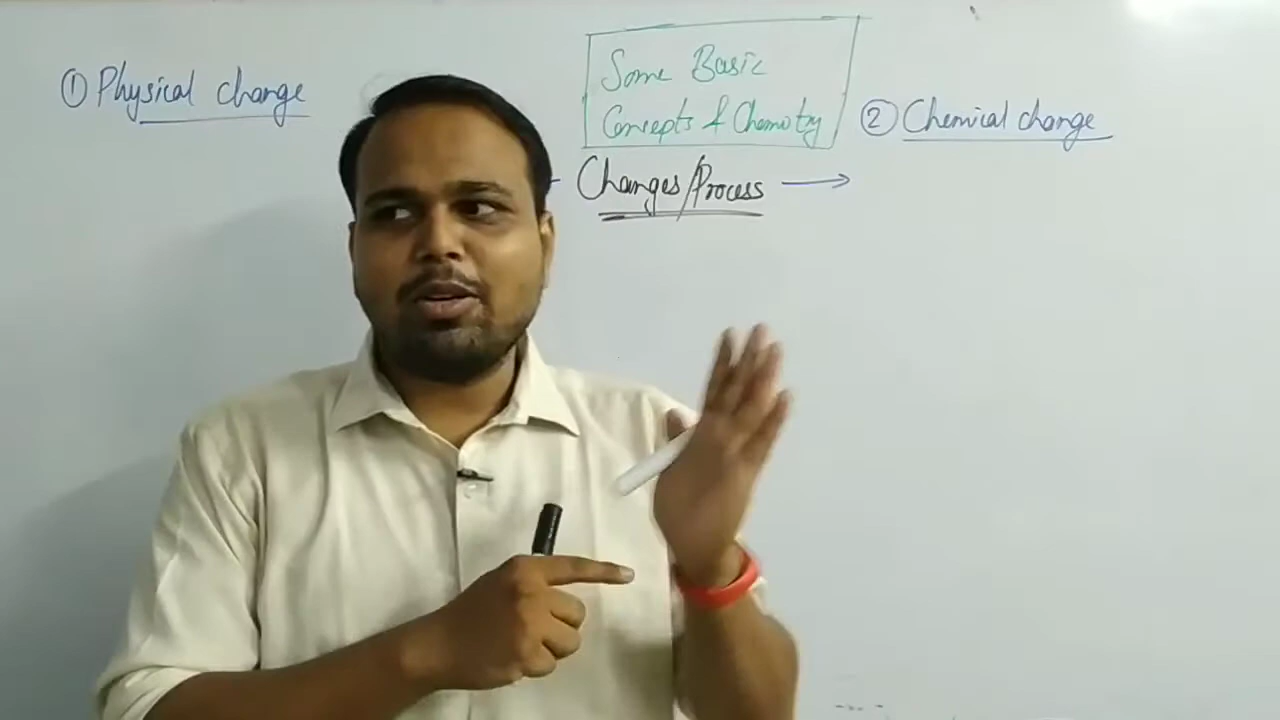 ① Physical change
Some Basic
Concepts of Chemistry
② Chemical change
Changes/Process